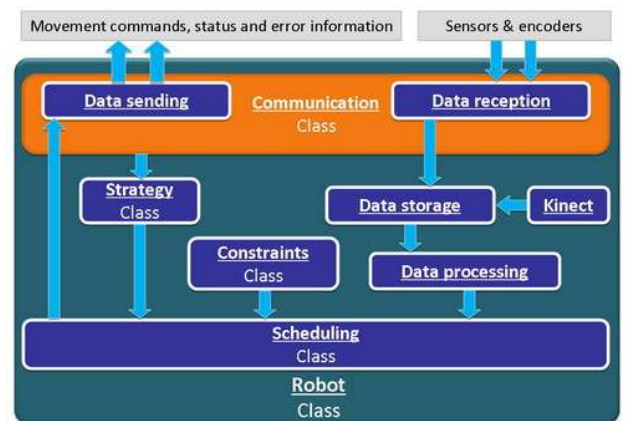 Movement commands, status and error information
Sensors & encoders
Data sending
Communication
Class
Data reception
Strategy
Class
Data storage
Kinect
Constraints
Class
Data processing
Scheduling
Class
Robot
Class